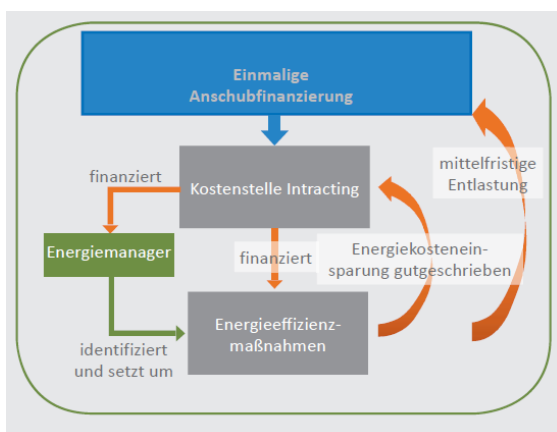 Einmalige
Anschubfinanzierung
mittelfristige
Entlastung
finanziert
Kostenstelle Intracting
Energiemanager
finanziert
Energiekostenein-
sparung gutgeschrieben
Energieeffizienz-
maßnahmen
identifiziert
und setzt um